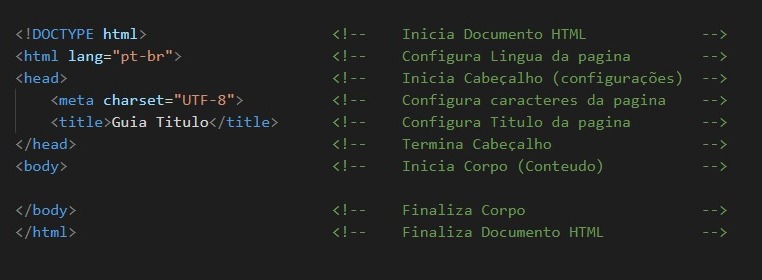 <!DOCTYPE html> <!-- Inicia Documento HTML -->
<html lang="pt-br"> <!-- Configura Lingua da pagina -->
<head> <!-- Inicia Cabeçalho (configurações) -->
<meta charset="UTF-8"> <!-- Configura caracteres da pagina -->
<title>Guia Titulo</title> <!-- Configura Titulo da pagina -->
</head> <!-- Termina Cabeçalho -->
<body> <!-- Inicia Corpo (Conteudo) -->
</body> <!-- Finaliza Corpo -->
</html> <!-- Finaliza Documento HTML -->